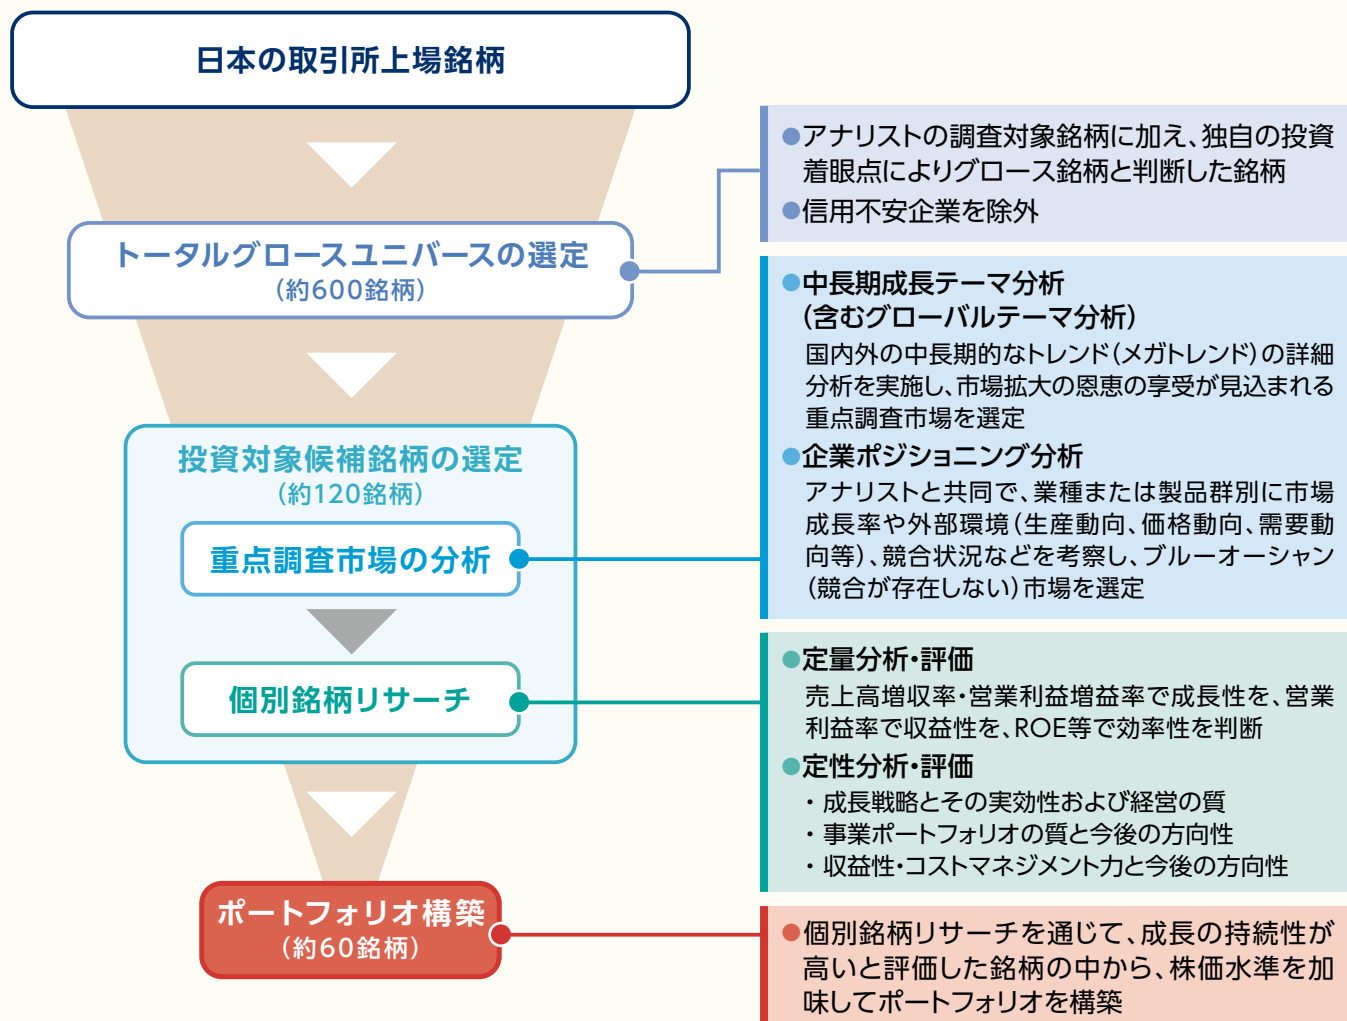 日本の取引所上場銘柄
トータルグロースユニバースの選定
(約600銘柄)
●アナリストの調査対象銘柄に加え、独自の投資
着眼点によりグロース銘柄と判断した銘柄
●信用不安企業を除外
投資対象候補銘柄の選定
(約120銘柄)
重点調査市場の分析
●中長期成長テーマ分析
(含むグローバルテーマ分析)
国内外の中長期的なトレンド(メガトレンド)の詳細
分析を実施し、市場拡大の恩恵の享受が見込まれる
重点調査市場を選定
●企業ポジショニング分析
アナリストと共同で、業種または製品群別に市場
成長率や外部環境(生産動向、価格動向、需要動
向等)、競合状況などを考察し、ブルーオーシャン
(競合が存在しない)市場を選定
個別銘柄リサーチ
●定量分析・評価
売上高増収率・営業利益増益率で成長性を、営業
利益率で収益性を、ROE等で効率性を判断
●定性分析・評価
・成長戦略とその実効性および経営の質
・事業ポートフォリオの質と今後の方向性
・収益性・コストマネジメント力と今後の方向性
ポートフォリオ構築
(約60銘柄)
●個別銘柄リサーチを通じて、成長の持続性が
高いと評価した銘柄の中から、株価水準を加
味してポートフォリオを構築